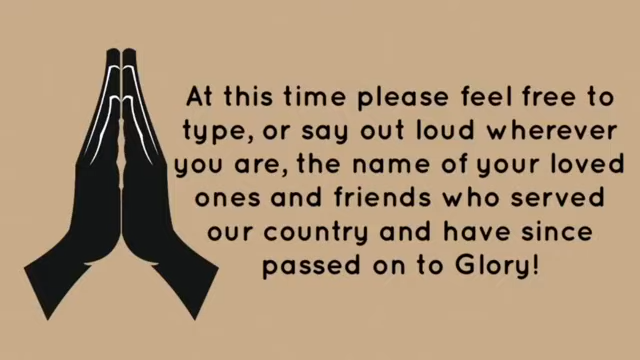 At this time please feel free to
type, or say out loud wherever
you are, the name of your loved
ones and friends who served
our country and have since
passed on to Glory!